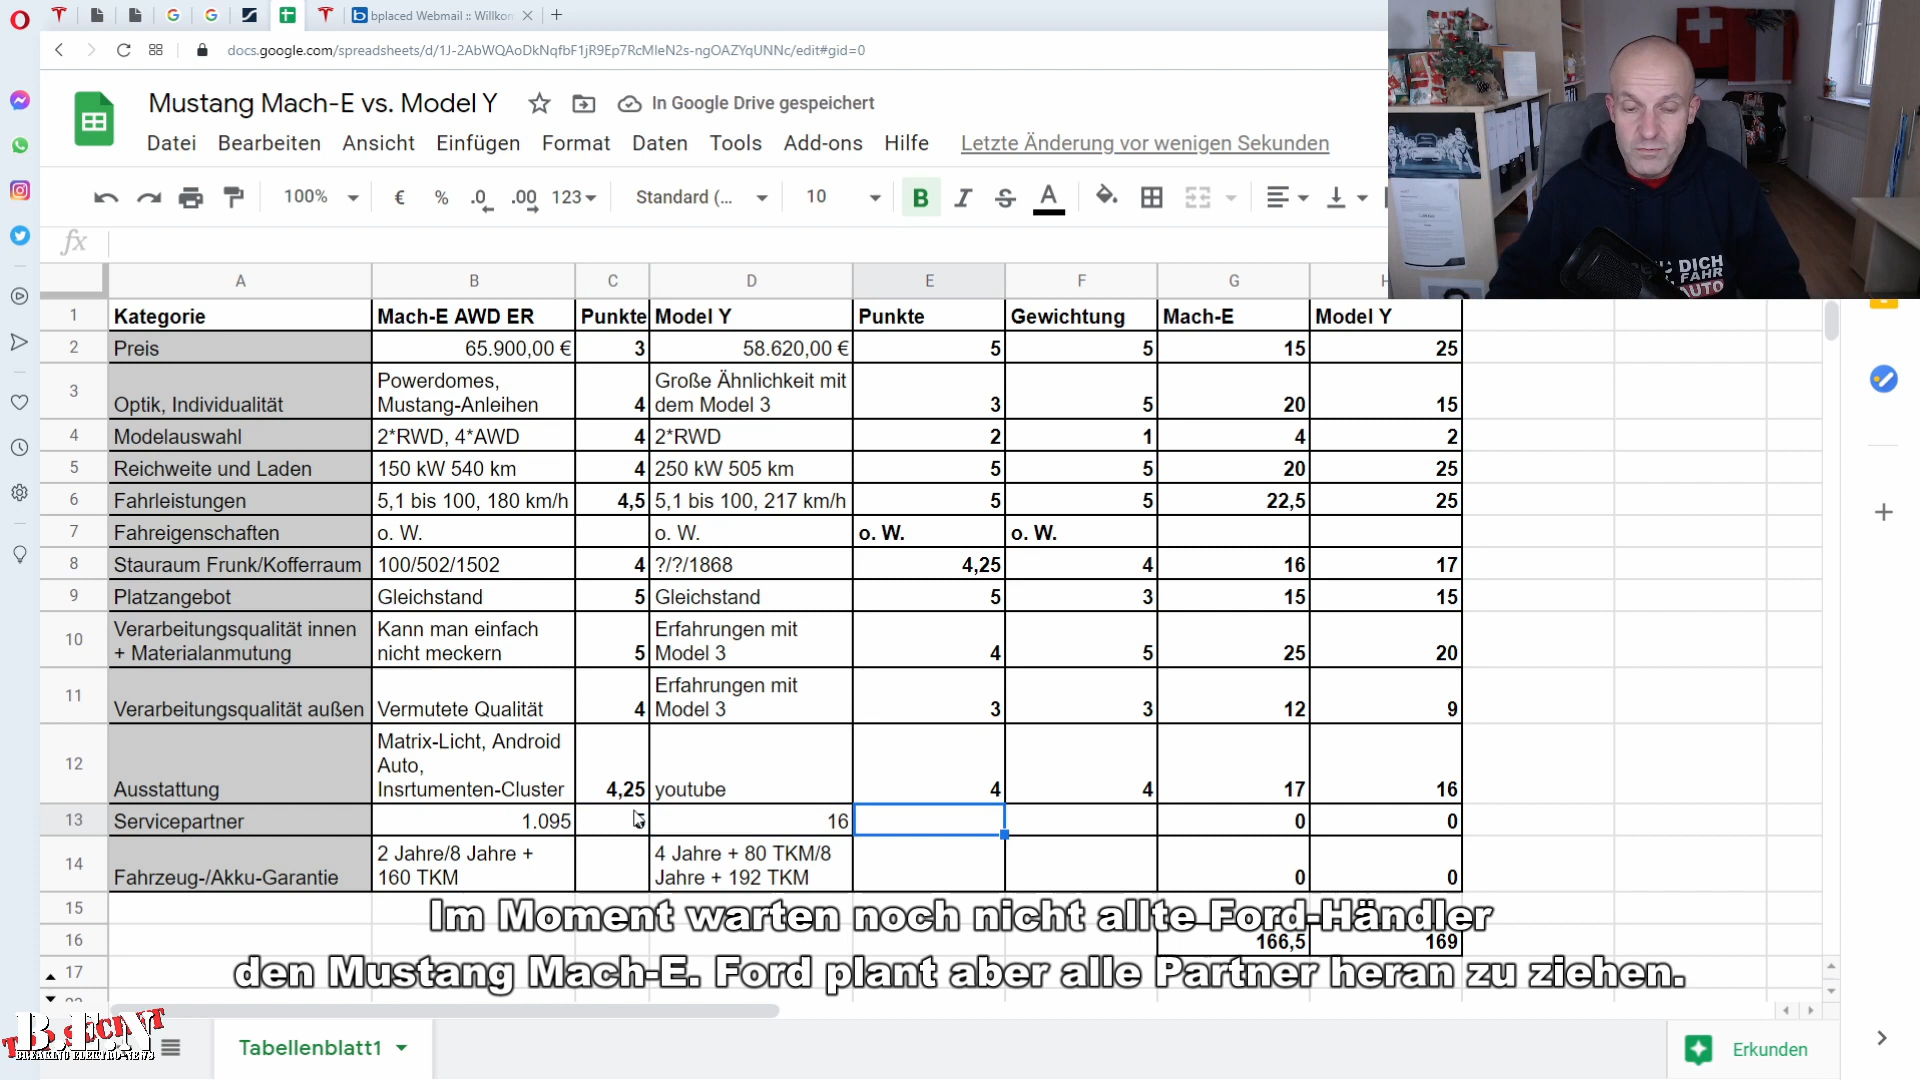 bplaced Webmail :: Willkon
docs.google.com/spreadsheets/d/1J-2AbWQAoDkNqfbF1jR9Ep7RcMIeN2s-ngOAZYqUNNc/edit#gid=0
Mustang Mach-E vs. Model Y
In Google Drive gespeichert
Datei Bearbeiten Ansicht Einfügen Format Daten Tools Add-ons Hilfe Letzte Änderung vor wenigen Sekunden
100% € % .0 .00 123 Standard (... 10 B I S A
fx
A B C D E F G
1 Kategorie Mach-E AWD ER Punkte Model Y Punkte Gewichtung Mach-E Model Y
2 Preis 65.900,00 € 3 58.620,00 € 5 5 15 25
Powerdomes, Große Ähnlichkeit mit
3 Optik, Individualität Mustang-Anleihen 4 dem Model 3 3 5 20 15
4 Modelauswahl 2*RWD, 4*AWD 4 2*RWD 2 1 4 2
5 Reichweite und Laden 150 kW 540 km 4 250 kW 505 km 5 5 20 25
6 Fahrleistungen 5,1 bis 100, 180 km/h 4,5 5,1 bis 100, 217 km/h 5 5 22,5 25
7 Fahreigenschaften o. W. o. W. o. W. o. W.
8 Stauraum Frunk/Kofferraum 100/502/1502 4 ?/?/1868 4,25 4 16 17
9 Platzangebot Gleichstand 5 Gleichstand 5 3 15 15
Verarbeitungsqualität innen Kann man einfach Erfahrungen mit
10 + Materialanmutung nicht meckern 5 Model 3 4 5 25 20
Erfahrungen mit
11 Verarbeitungsqualität außen Vermutete Qualität 4 Model 3 3 3 12 9
Matrix-Licht, Android
Auto,
12 Ausstattung Insrtumenten-Cluster 4,25 youtube 4 4 17 16
13 Servicepartner 1.095 16 0 0
2 Jahre/8 Jahre + 4 Jahre + 80 TKM/8
14 Fahrzeug-/Akku-Garantie 160 TKM Jahre + 192 TKM 0 0
15
16 166,5 169
17
Im Moment warten noch nicht allte Ford-Händler
den Mustang Mach-E. Ford plant aber alle Partner heran zu ziehen.
B.E.N
BREAKING ELEKTRO-NEWS
Tabellenblatt1
Erkunden
DICH
FAHR
AUTO